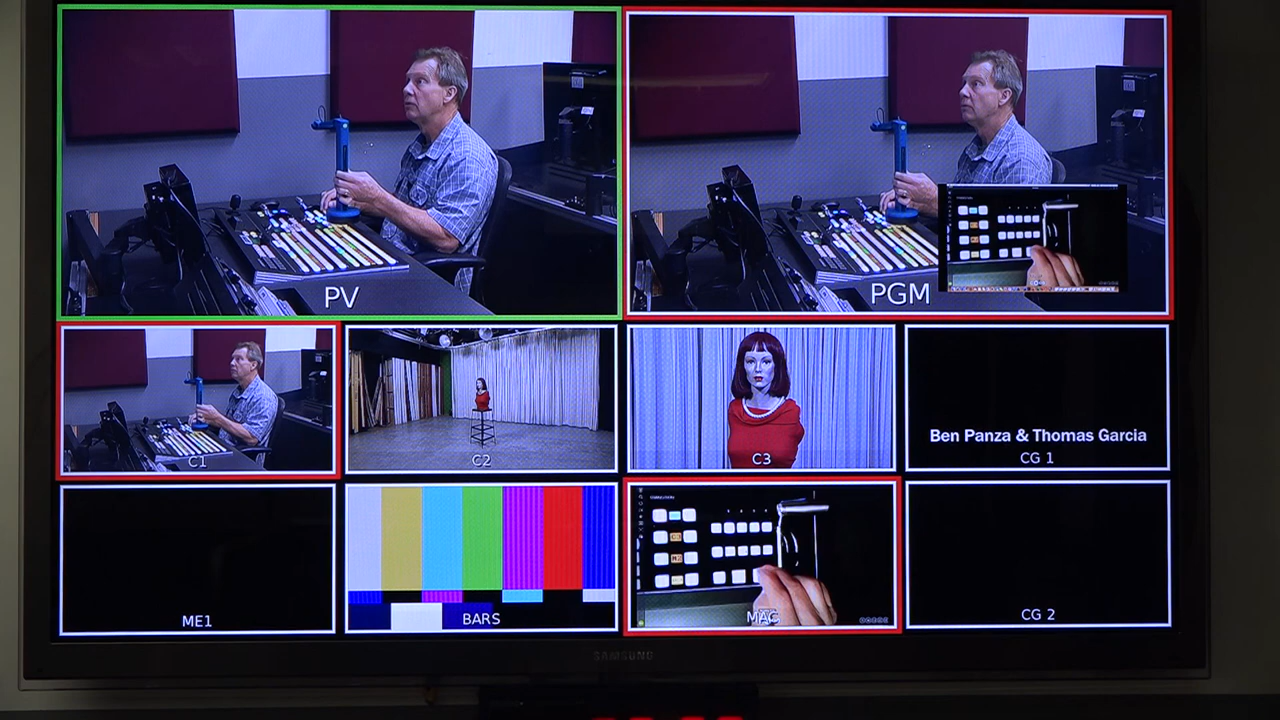 PV
PGM
C1
C2
C3
Ben Panza & Thomas Garcia
CG 1
ME1
BARS
MAC
CG 2
SAMSUNG